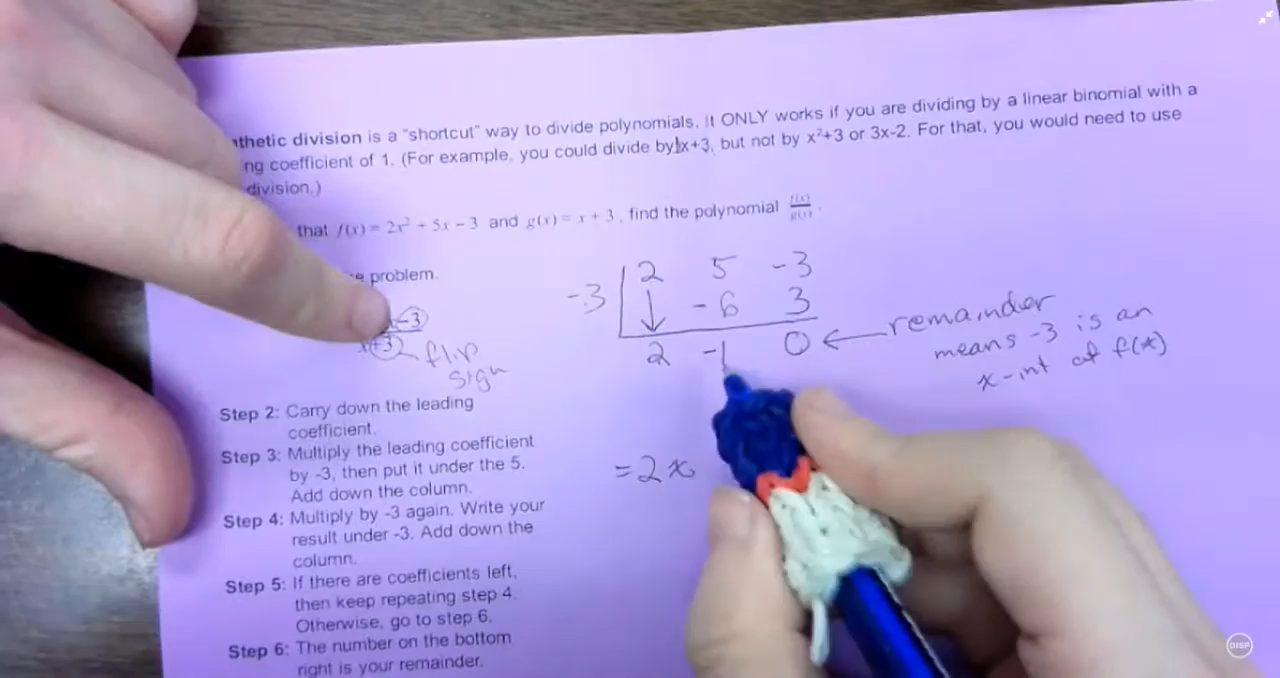 thetic division is a "shortcut" way to divide polynomials. It ONLY works if you are dividing by a linear binomial with a
ng coefficient of 1. (For example, you could divide by 1x+3, but not by x²+3 or 3x-2. For that, you would need to use
division.)
that f(x) = 2x² + 5x − 3 and g(x) = x + 3, find the polynomial f(x)/g(x).
problem.
-3
x+3
flip
sign
-3 2 5 -3
-6 3
2 -1 0 ← remainder
means -3 is an
x-int of f(x)
= 2x
Step 2: Carry down the leading
coefficient.
Step 3: Multiply the leading coefficient
by -3, then put it under the 5.
Add down the column.
Step 4: Multiply by -3 again. Write your
result under -3. Add down the
column.
Step 5: If there are coefficients left,
then keep repeating step 4.
Otherwise, go to step 6.
Step 6: The number on the bottom
right is your remainder.
DISP